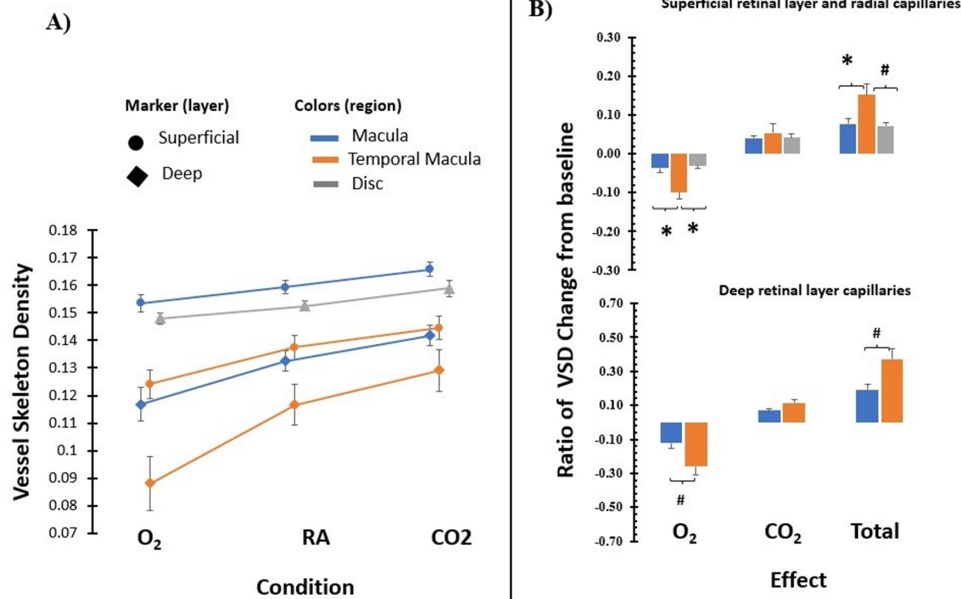 A)
Marker (layer)
Superficial
Deep
Colors (region)
Macula
Temporal Macula
Disc
Vessel Skeleton Density
0.18
0.17
0.16
0.15
0.14
0.13
0.12
0.11
0.1
0.09
0.08
0.07
O₂
RA
CO2
Condition
B)
Superficial retinal layer and radial capillaries
Ratio of VSD Change from baseline
0.30
0.20
0.10
0.00
-0.10
-0.20
-0.30
*
#
* *
Deep retinal layer capillaries
0.70
0.50
0.30
0.10
-0.10
-0.30
-0.50
-0.70
#
#
O₂
CO₂
Total
Effect